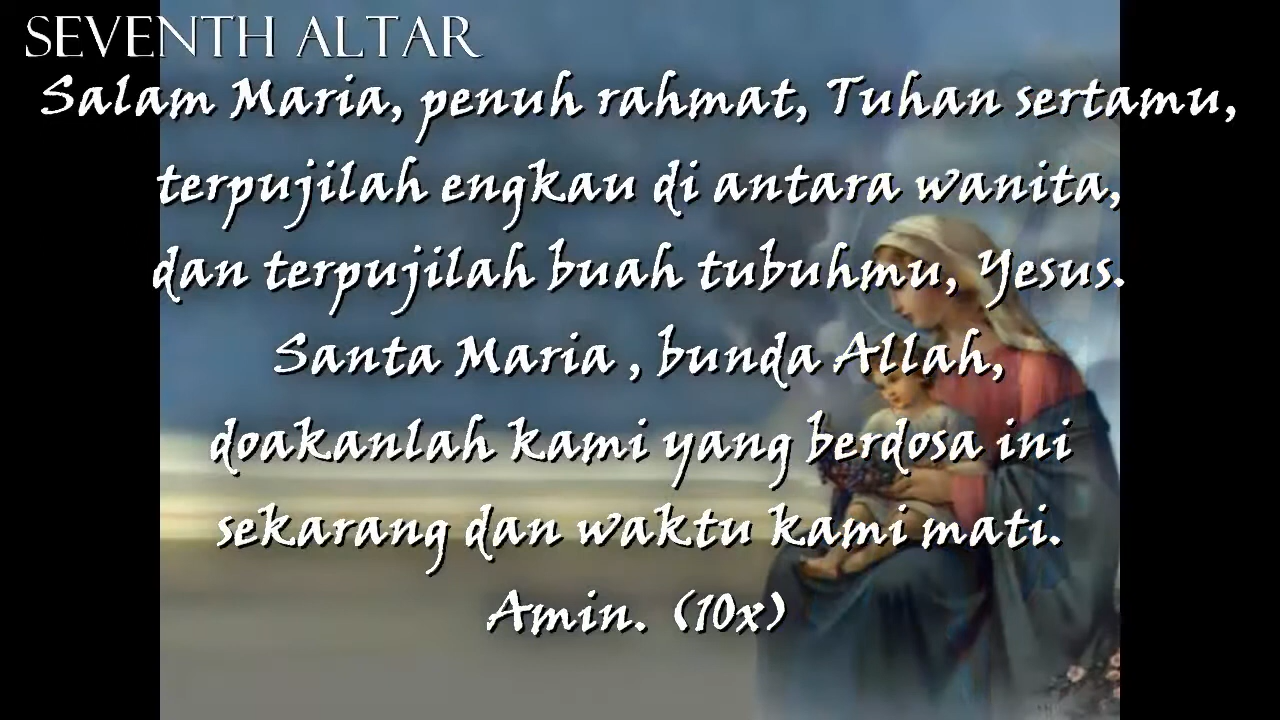 SEVENTH ALTAR
Salam Maria, penuh rahmat, Tuhan sertamu,
terpujilah engkau di antara wanita,
dan terpujilah buah tubuhmu, Yesus.
Santa Maria , bunda Allah,
doakanlah kami yang berdosa ini
sekarang dan waktu kami mati.
Amin. (10x)